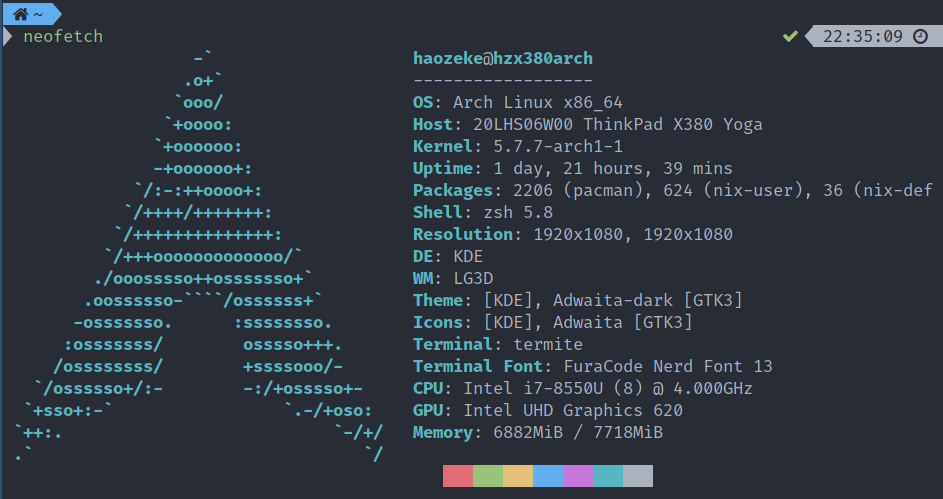 ~
neofetch 22:35:09
                  -`                    haozeke@hzx380arch
                 .o+`                   ------------------
                `ooo/                   OS: Arch Linux x86_64
               `+oooo:                  Host: 20LHS06W00 ThinkPad X380 Yoga
              `+oooooo:                 Kernel: 5.7.7-arch1-1
              -+oooooo+:                Uptime: 1 day, 21 hours, 39 mins
            `/:-:++oooo+:               Packages: 2206 (pacman), 624 (nix-user), 36 (nix-def
           `/++++/+++++++:              Shell: zsh 5.8
          `/++++++++++++++:             Resolution: 1920x1080, 1920x1080
         `/+++ooooooooooooo/`           DE: KDE
        ./ooosssso++osssssso+`          WM: LG3D
       .oossssso-````/ossssss+`         Theme: [KDE], Adwaita-dark [GTK3]
      -osssssso.      :ssssssso.        Icons: [KDE], Adwaita [GTK3]
     :osssssss/        osssso+++.       Terminal: termite
    /ossssssss/        +ssssooo/-       Terminal Font: FuraCode Nerd Font 13
  `/ossssso+/:-        -:/+osssso+-     CPU: Intel i7-8550U (8) @ 4.000GHz
 `+sso+:-`                 `.-/+oso:    GPU: Intel UHD Graphics 620
`++:.                           `-/+/   Memory: 6882MiB / 7718MiB
.`                                 `/